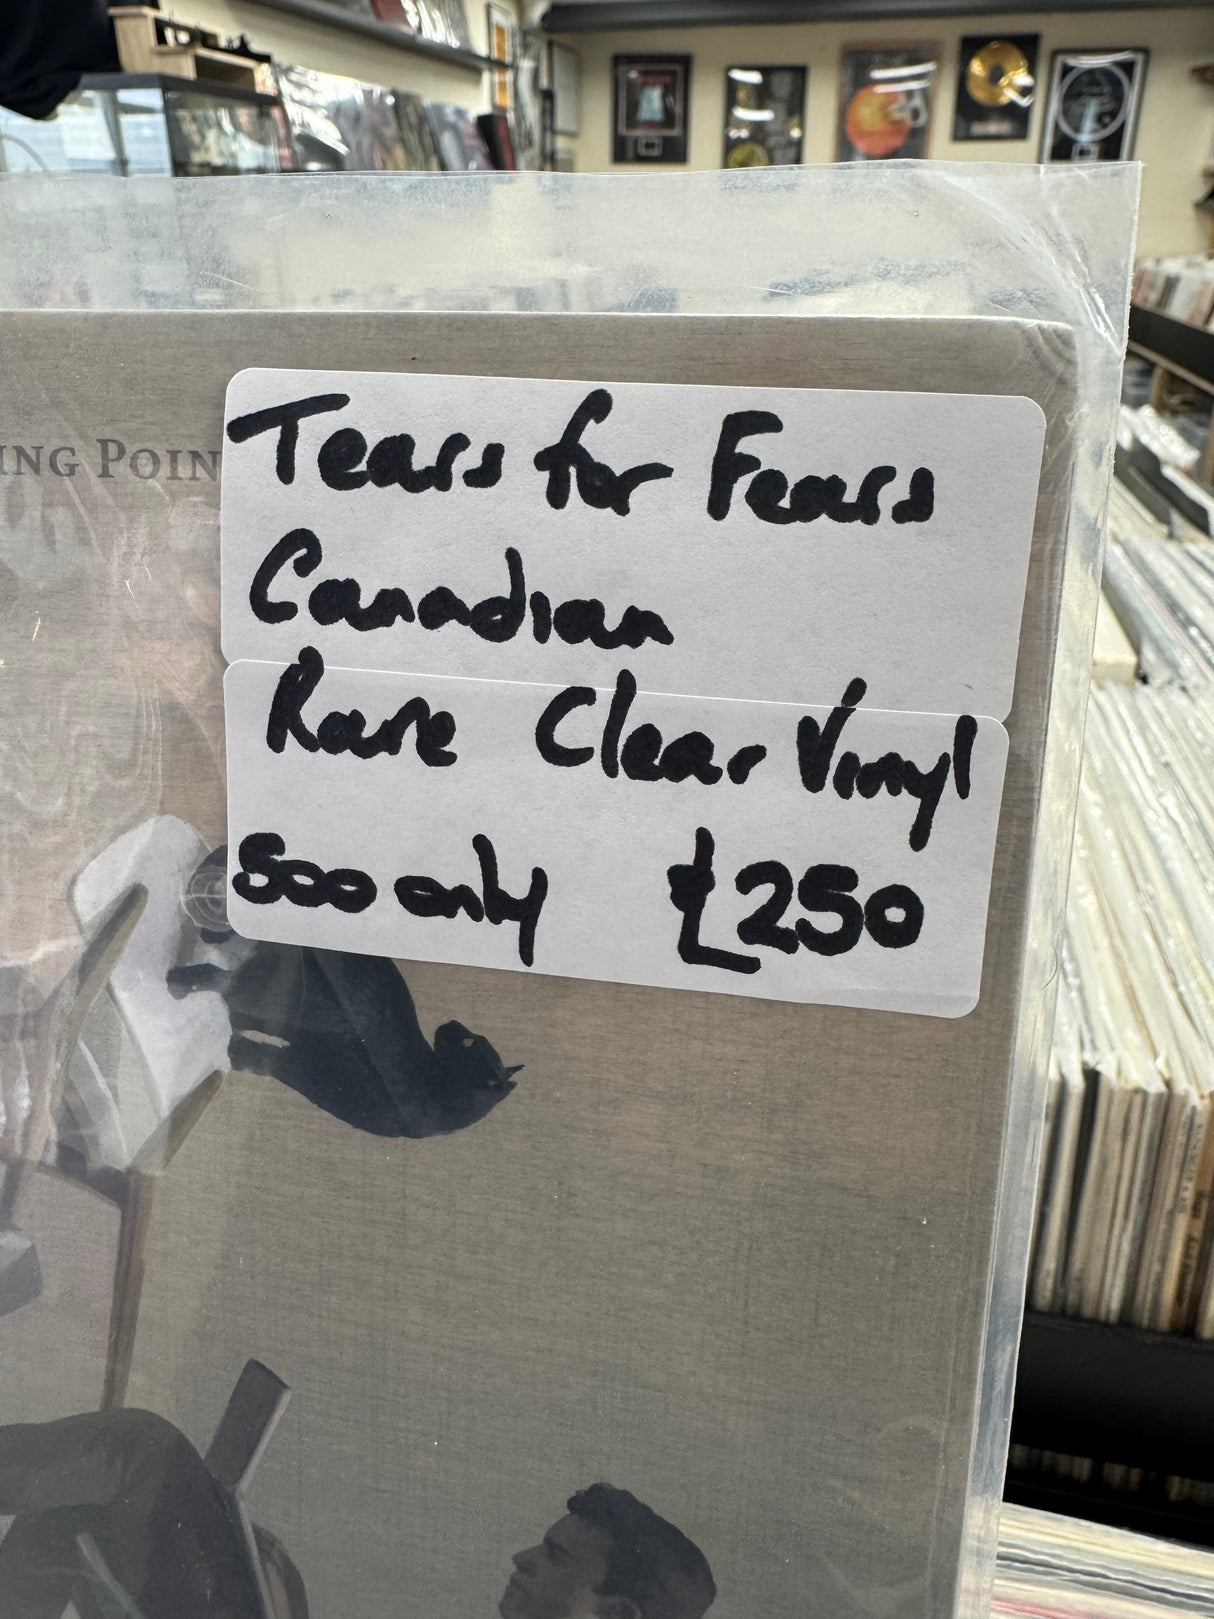 ING POIN
Tears for Fears
Canadian
Rare Clear Vinyl
500 only £250